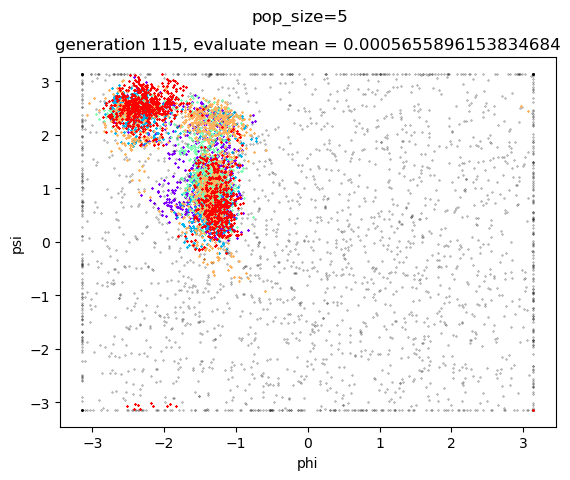 pop_size=5
generation 115, evaluate mean = 0.0005655896153834684
3
2
1
0
−1
−2
−3
psi
−3 −2 −1 0 1 2 3
phi